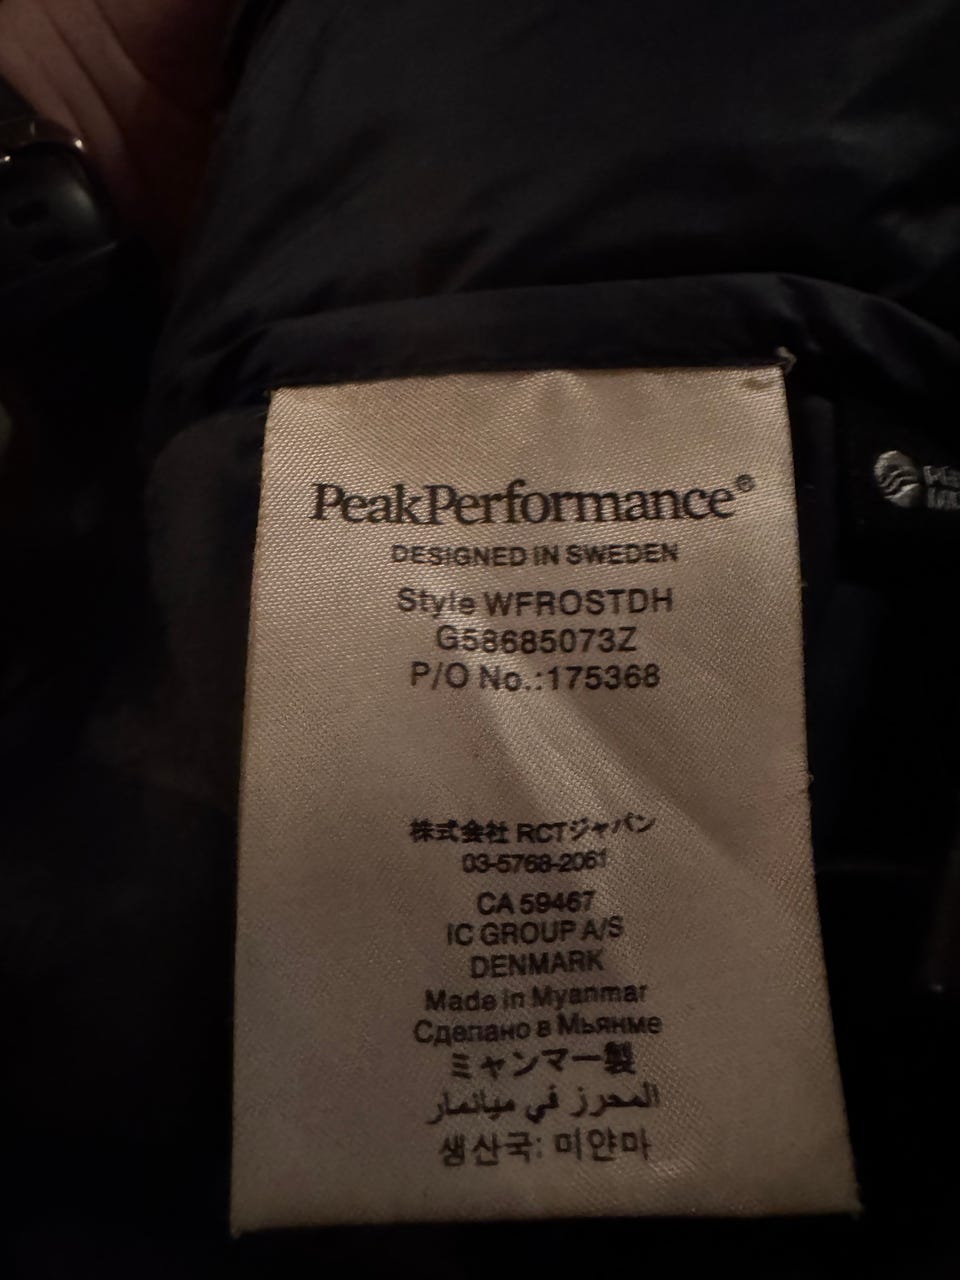 PeakPerformance®
DESIGNED IN SWEDEN
Style WFROSTDH
G58685073Z
P/O No.:175368
株式会社 RCTジャパン
03-5768-2061
CA 59467
IC GROUP A/S
DENMARK
Made in Myanmar
Сделано в Мьянме
ミャンマー製
المحرز في ميانمار
생산국: 미얀마